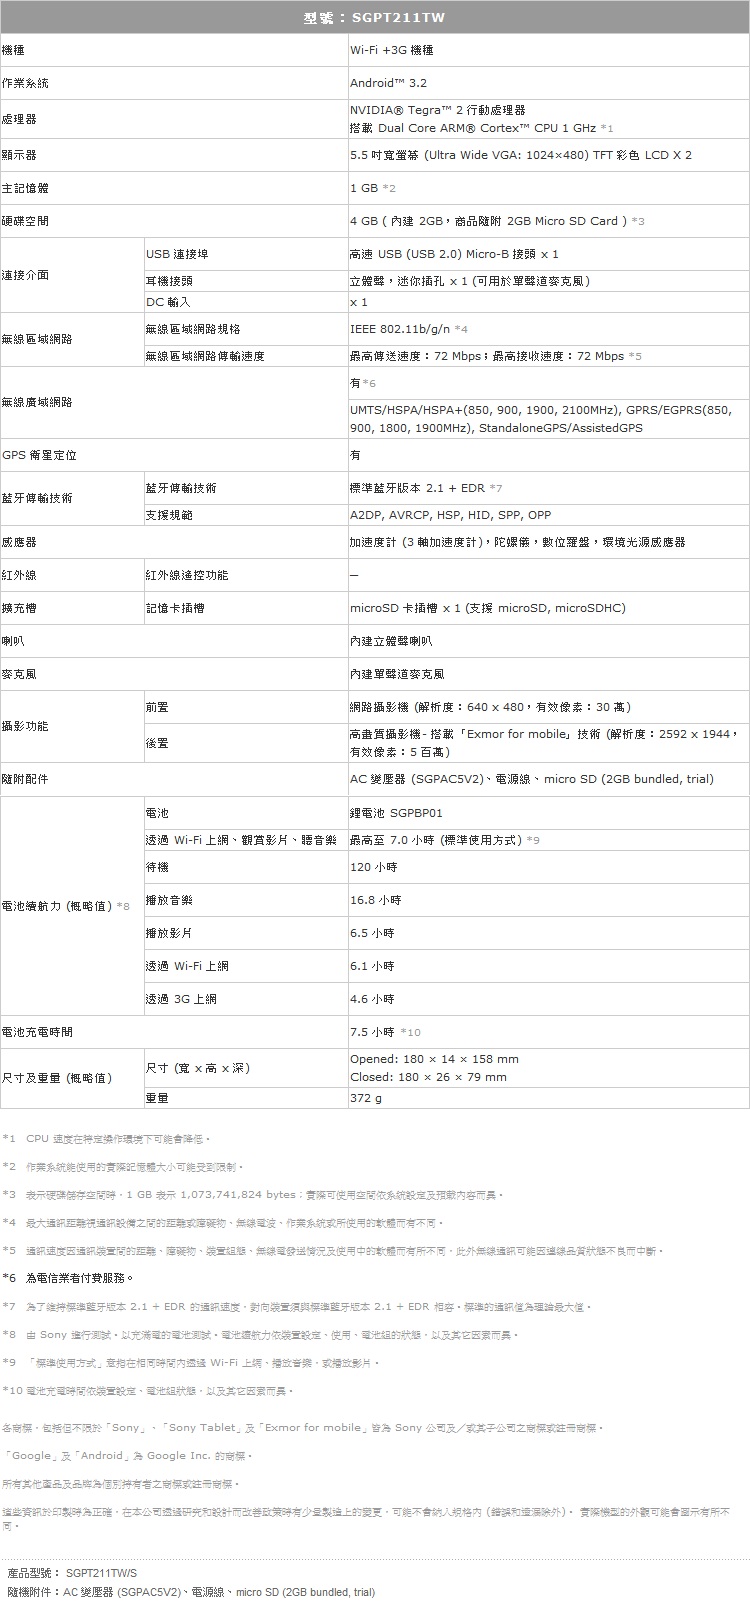 型號：SGPT211TW
機種 Wi-Fi +3G 機種
作業系統 Android™ 3.2
處理器 NVIDIA® Tegra™ 2 行動處理器
搭載 Dual Core ARM® Cortex™ CPU 1 GHz *1
顯示器 5.5 吋寬螢幕 (Ultra Wide VGA: 1024×480) TFT 彩色 LCD X 2
主記憶體 1 GB *2
硬碟空間 4 GB ( 內建 2GB，商品隨附 2GB Micro SD Card ) *3
連接介面 USB 連接埠 高速 USB (USB 2.0) Micro-B 接頭 x 1
耳機接頭 立體聲，迷你插孔 x 1 (可用於單聲道麥克風)
DC 輸入 x 1
無線區域網路 無線區域網路規格 IEEE 802.11b/g/n *4
無線區域網路傳輸速度 最高傳送速度：72 Mbps；最高接收速度：72 Mbps *5
無線廣域網路 有*6
UMTS/HSPA/HSPA+(850, 900, 1900, 2100MHz), GPRS/EGPRS(850,
900, 1800, 1900MHz), StandaloneGPS/AssistedGPS
GPS 衛星定位 有
藍牙傳輸技術 藍牙傳輸技術 標準藍牙版本 2.1 + EDR *7
支援規範 A2DP, AVRCP, HSP, HID, SPP, OPP
感應器 加速度計 (3 軸加速度計)，陀螺儀，數位羅盤，環境光源感應器
紅外線 紅外線遙控功能 —
擴充槽 記憶卡插槽 microSD 卡插槽 x 1 (支援 microSD, microSDHC)
喇叭 內建立體聲喇叭
麥克風 內建單聲道麥克風
攝影功能 前置 網路攝影機 (解析度：640 x 480，有效像素：30 萬)
後置 高畫質攝影機- 搭載「Exmor for mobile」技術 (解析度：2592 x 1944，
有效像素：5 百萬)
隨附配件 AC 變壓器 (SGPAC5V2)、電源線、micro SD (2GB bundled, trial)
電池續航力 (概略值) *8 電池 鋰電池 SGPBP01
透過 Wi-Fi 上網、觀賞影片、聽音樂 最高至 7.0 小時 (標準使用方式) *9
待機 120 小時
播放音樂 16.8 小時
播放影片 6.5 小時
透過 Wi-Fi 上網 6.1 小時
透過 3G 上網 4.6 小時
電池充電時間 7.5 小時 *10
尺寸及重量 (概略值) 尺寸 (寬 x 高 x 深) Opened: 180 × 14 × 158 mm
Closed: 180 × 26 × 79 mm
重量 372 g
*1 CPU 速度在特定操作環境下可能會降低。
*2 作業系統能使用的實際記憶體大小可能受到限制。
*3 表示硬碟儲存空間時，1 GB 表示 1,073,741,824 bytes；實際可使用空間依系統設定及預載內容而異。
*4 最大通訊距離視通訊設備之間的距離或障礙物、無線電波、作業系統或所使用的軟體而有不同。
*5 通訊速度因通訊裝置間的距離、障礙物、裝置組態、無線電發送情況及使用中的軟體而有所不同，此外無線通訊可能因連線品質狀態不良而中斷。
*6 為電信業者付費服務。
*7 為了維持標準藍牙版本 2.1 + EDR 的通訊速度，對向裝置須與標準藍牙版本 2.1 + EDR 相容。標準的通訊值為理論最大值。
*8 由 Sony 進行測試。以充滿電的電池測試。電池續航力依裝置設定、使用、電池組的狀態，以及其它因素而異。
*9 「標準使用方式」意指在相同時間內透過 Wi-Fi 上網、播放音樂，或播放影片。
*10 電池充電時間依裝置設定、電池組狀態，以及其它因素而異。
各商標，包括但不限於「Sony」、「Sony Tablet」及「Exmor for mobile」皆為 Sony 公司及／或其子公司之商標或註冊商標。
「Google」及「Android」為 Google Inc. 的商標。
所有其他產品及品牌為個別持有者之商標或註冊商標。
這些資訊於印製時為正確。在本公司透過研究和設計而改善政策時有少量製造上的變更，可能不會納入規格內 (錯誤和遺漏除外)。 實際機型的外觀可能會圖示有所不
同。
產品型號： SGPT211TW/S
隨機附件：AC 變壓器 (SGPAC5V2)、電源線、micro SD (2GB bundled, trial)